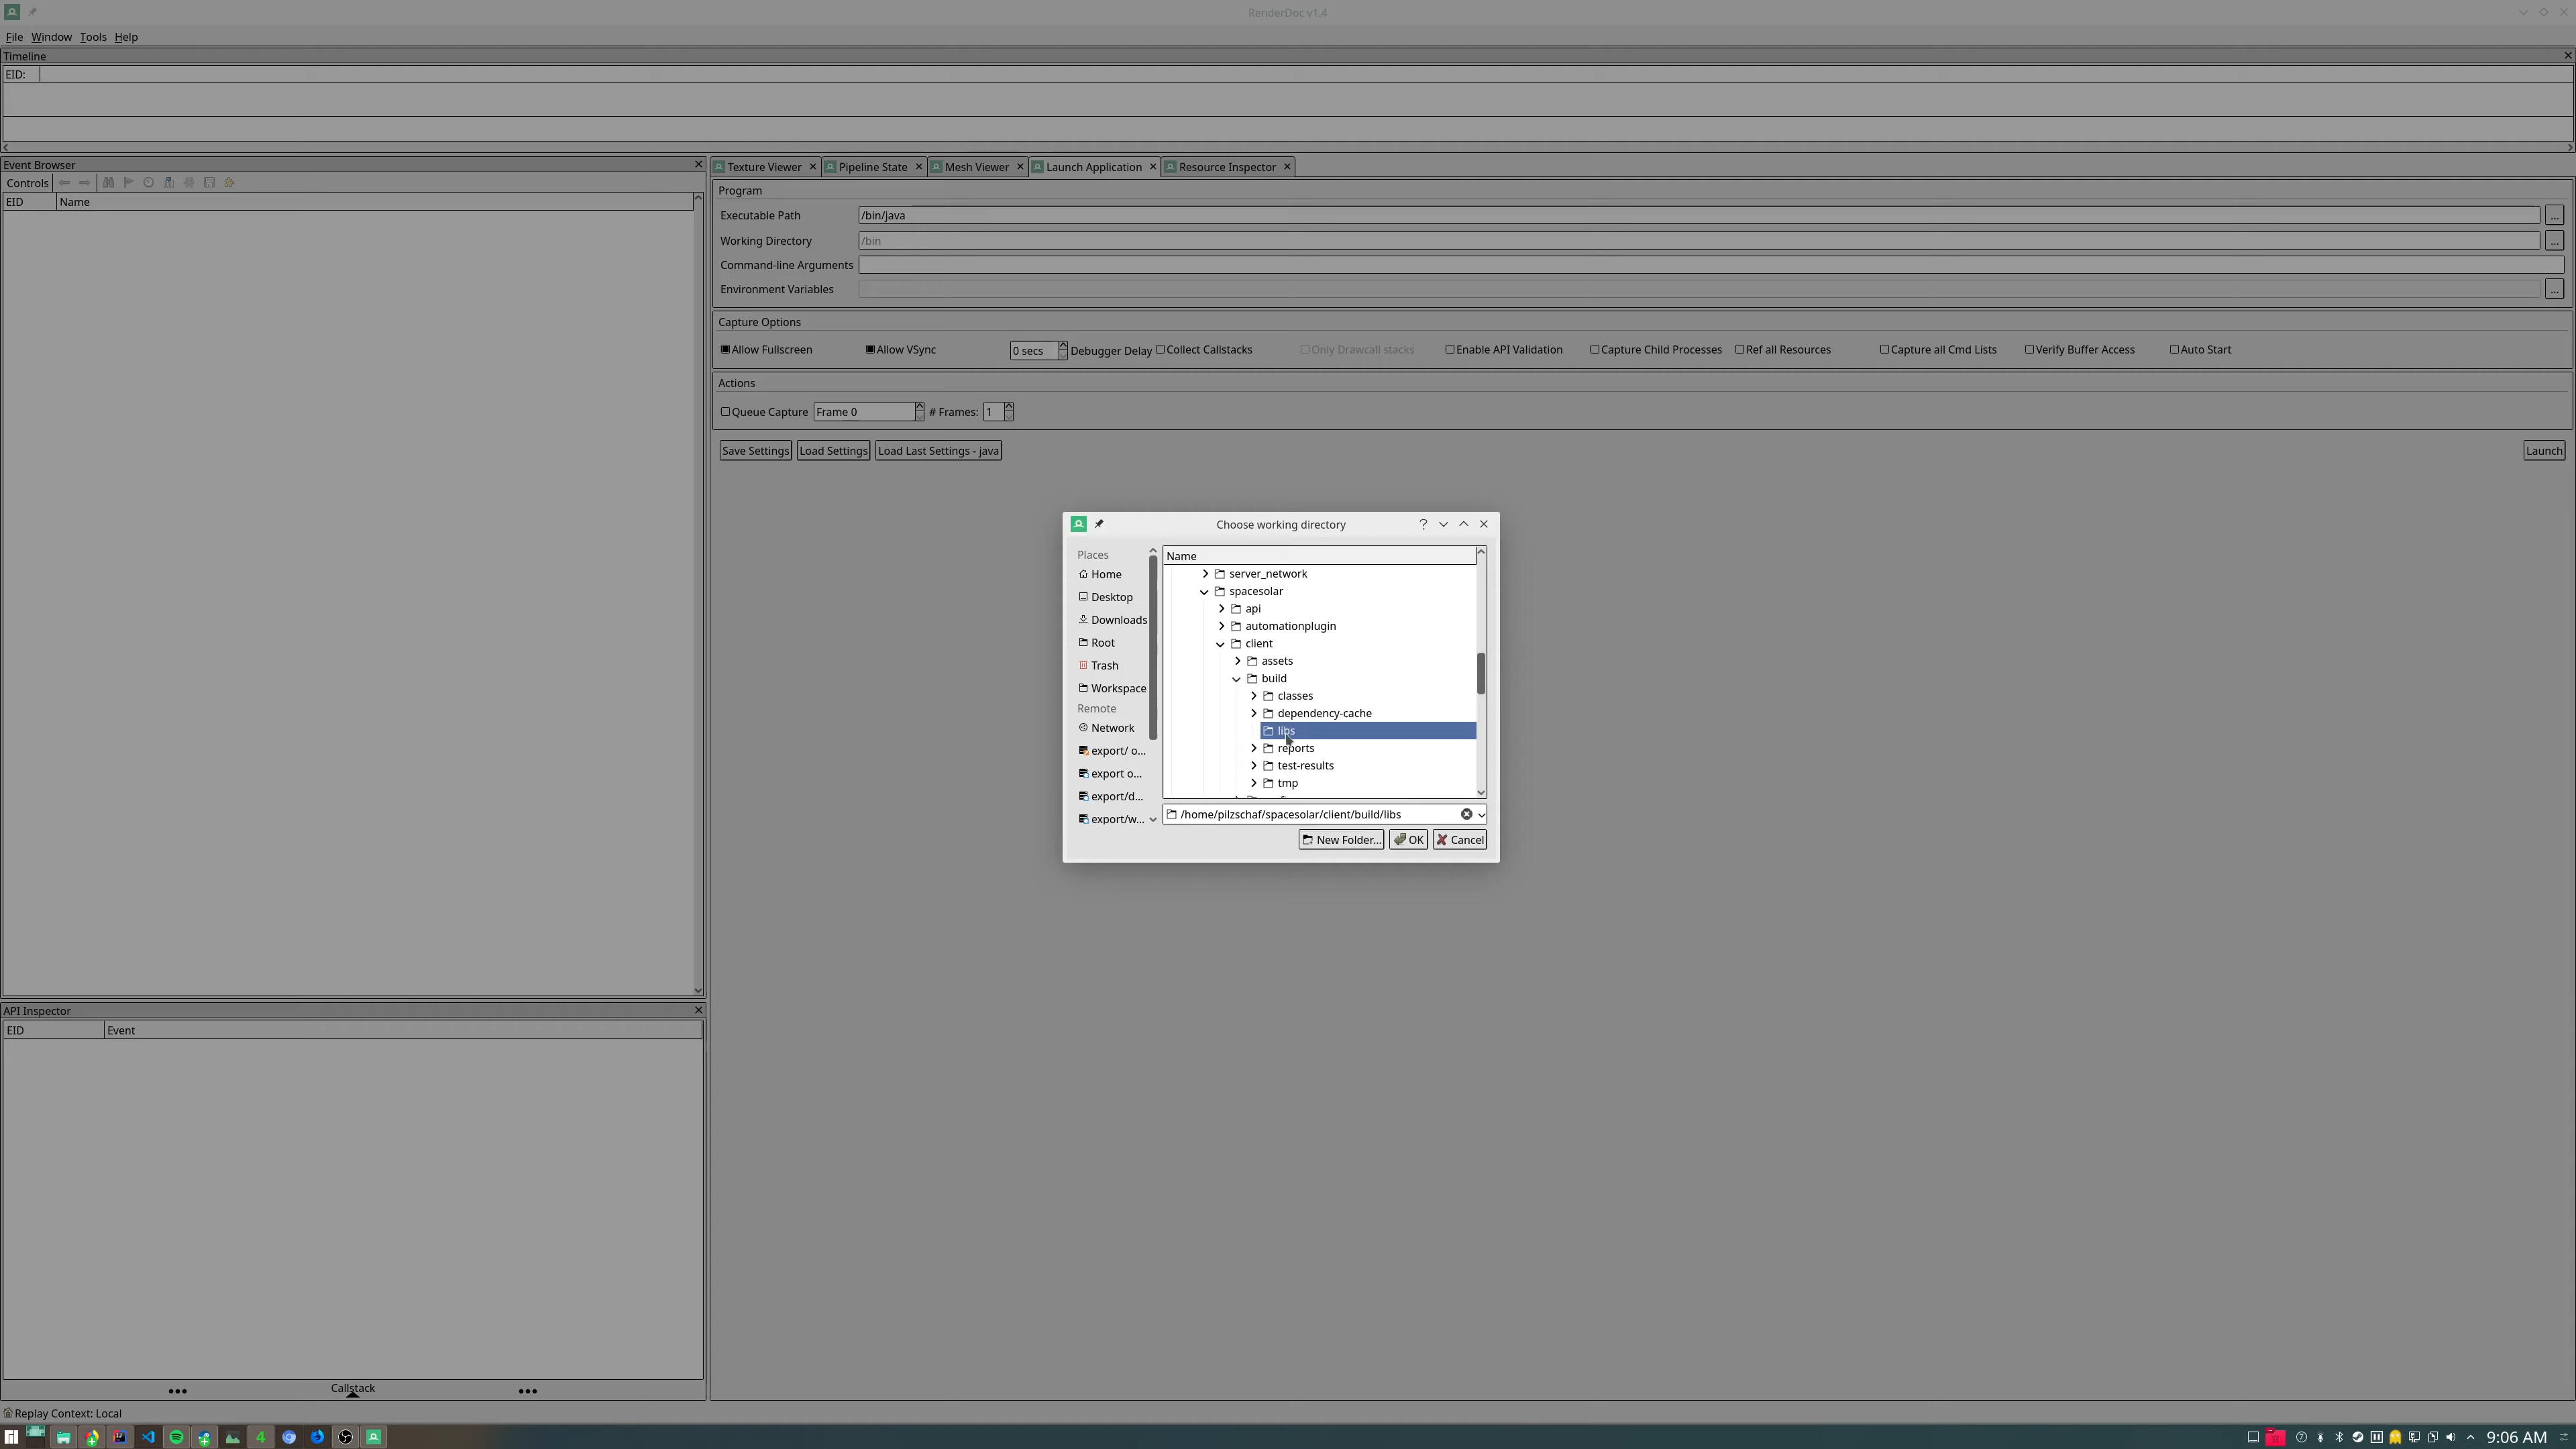 RenderDoc v1.4
File Window Tools Help
Timeline
EID:
Event Browser
Controls
EID Name
Texture Viewer Pipeline State Mesh Viewer Launch Application Resource Inspector
Program
Executable Path /bin/java ...
Working Directory /bin ...
Command-line Arguments
Environment Variables ...
Capture Options
Allow Fullscreen Allow VSync 0 secs Debugger Delay Collect Callstacks Only Drawcall stacks Enable API Validation Capture Child Processes Ref all Resources Capture all Cmd Lists Verify Buffer Access Auto Start
Actions
Queue Capture Frame 0 # Frames: 1
Save Settings Load Settings Load Last Settings - java Launch
Choose working directory
Places
Home
Desktop
Downloads
Root
Trash
Workspace
Remote
Network
export/ o...
export o...
export/d...
export/w...
Name
server_network
spacesolar
api
automationplugin
client
assets
build
classes
dependency-cache
libs
reports
test-results
tmp
/home/pilzschaf/spacesolar/client/build/libs
New Folder... OK Cancel
API Inspector
EID Event
Callstack
Replay Context: Local
9:06 AM